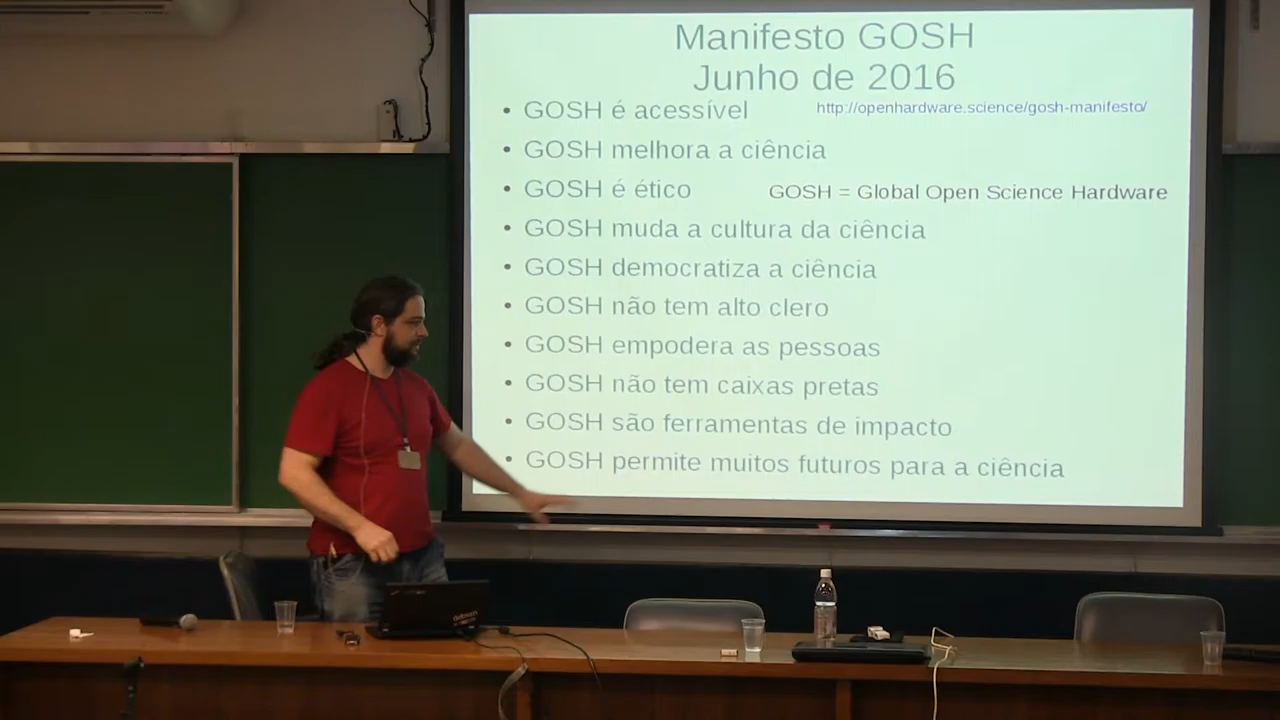 Manifesto GOSH
Junho de 2016
• GOSH é acessível
http://openhardware.science/gosh-manifesto/
• GOSH melhora a ciência
• GOSH é ético
GOSH = Global Open Science Hardware
• GOSH muda a cultura da ciência
• GOSH democratiza a ciência
• GOSH não tem alto clero
• GOSH empodera as pessoas
• GOSH não tem caixas pretas
• GOSH são ferramentas de impacto
• GOSH permite muitos futuros para a ciência